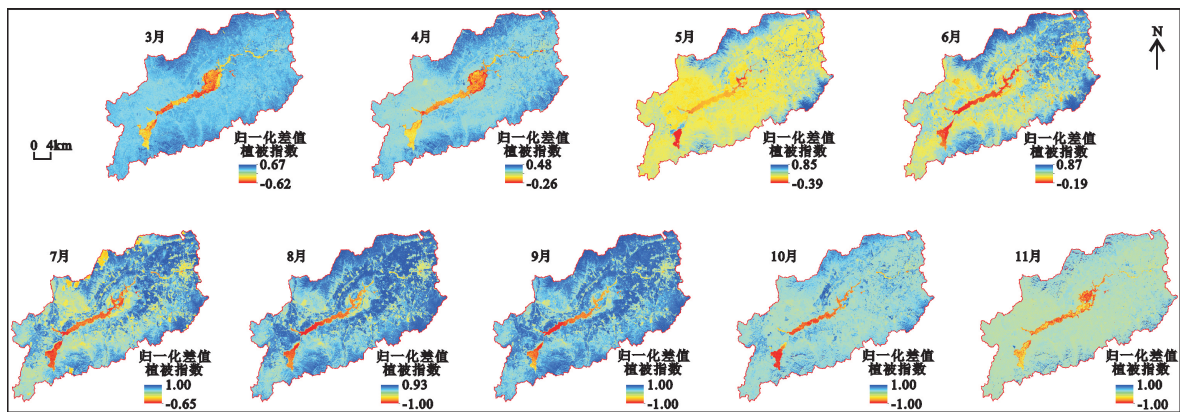 3月
4月
5月
6月
N
0 4km
归一化差值
植被指数
0.67
-0.62
归一化差值
植被指数
0.48
-0.26
归一化差值
植被指数
0.85
-0.39
归一化差值
植被指数
0.87
-0.19
7月
8月
9月
10月
11月
归一化差值
植被指数
1.00
-0.65
归一化差值
植被指数
0.93
-1.00
归一化差值
植被指数
1.00
-1.00
归一化差值
植被指数
1.00
-1.00
归一化差值
植被指数
1.00
-1.00